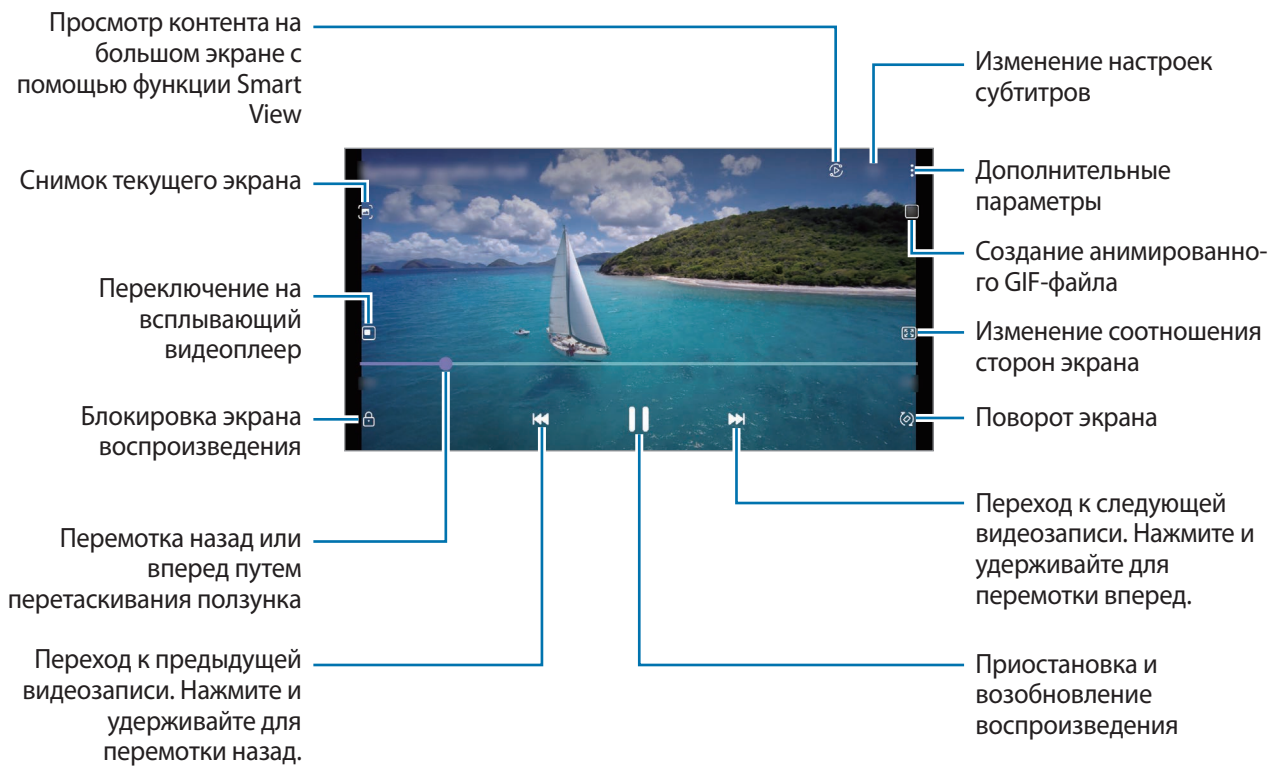 Просмотр контента на
большом экране с
помощью функции Smart
View
Снимок текущего экрана
Переключение на
всплывающий
видеоплеер
Блокировка экрана
воспроизведения
Перемотка назад или
вперед путем
перетаскивания ползунка
Переход к предыдущей
видеозаписи. Нажмите и
удерживайте для
перемотки назад.
Изменение настроек
субтитров
Дополнительные
параметры
Создание анимированно-
го GIF-файла
Изменение соотношения
сторон экрана
Поворот экрана
Переход к следующей
видеозаписи. Нажмите и
удерживайте для
перемотки вперед.
Приостановка и
возобновление
воспроизведения